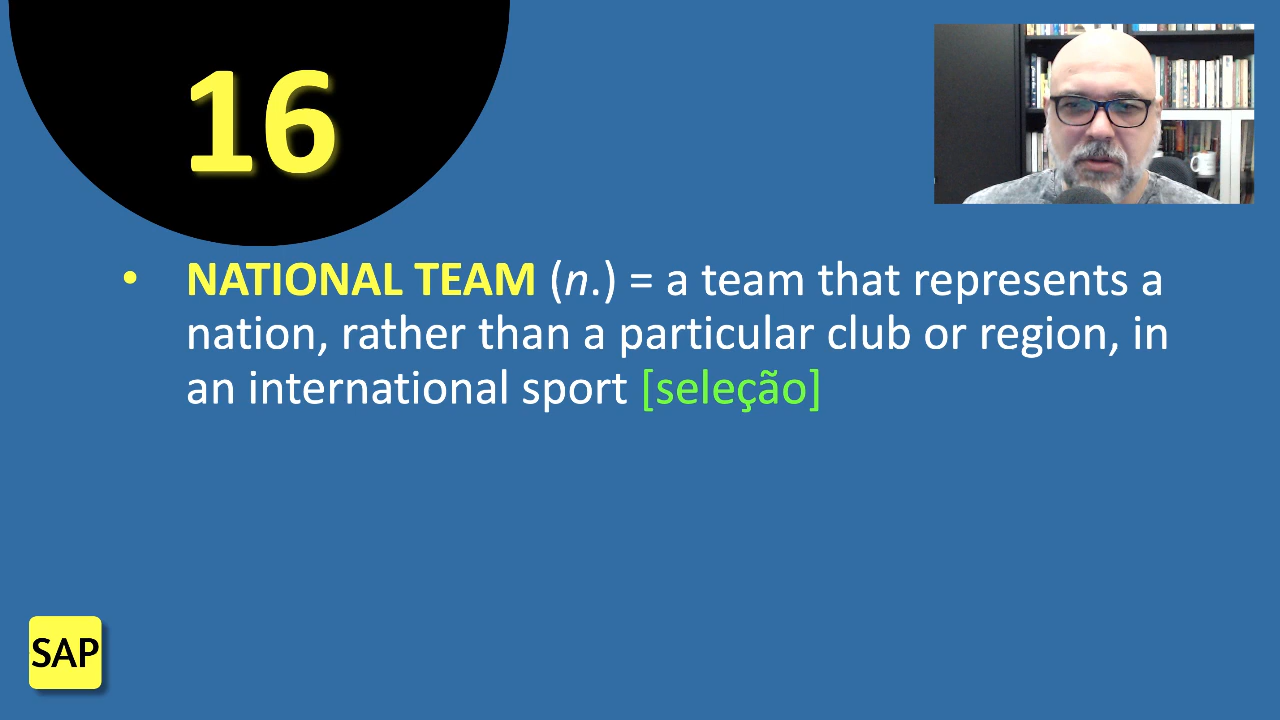 16
• NATIONAL TEAM (n.) = a team that represents a
nation, rather than a particular club or region, in
an international sport [seleção]
SAP